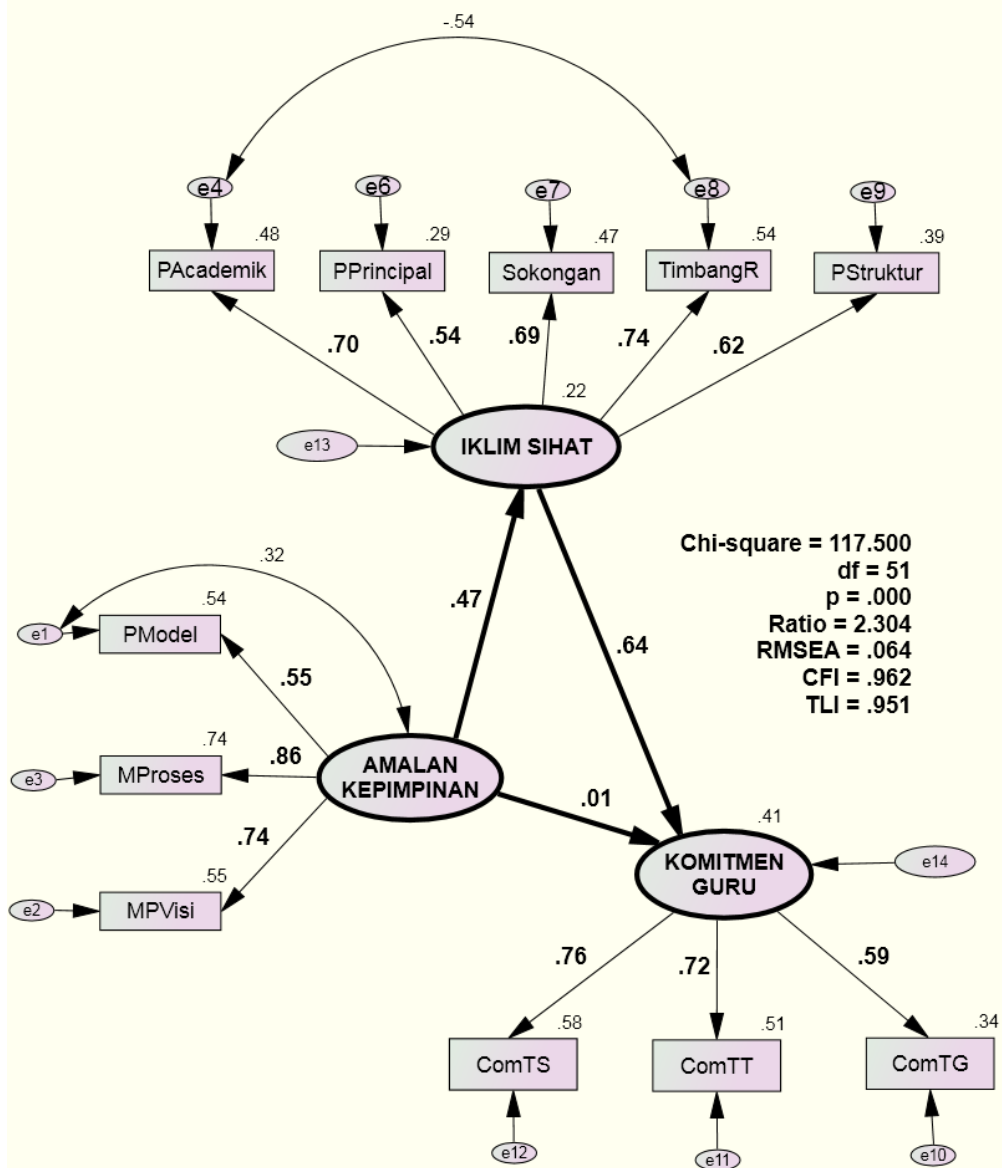 -.54
e4
e6
e7
e8
e9
.48
.29
.47
.54
.39
PAcademik
PPrincipal
Sokongan
TimbangR
PStruktur
.70
.54
.69
.74
.62
.22
e13
IKLIM SIHAT
.32
.54
e1
PModel
.47
.55
.64
Chi-square = 117.500
df = 51
p = .000
Ratio = 2.304
RMSEA = .064
CFI = .962
TLI = .951
.74
e3
MProses
.86
AMALAN
KEPIMPINAN
.01
.74
.55
e2
MPVisi
.41
KOMITMEN
GURU
e14
.76
.72
.59
.58
.51
.34
ComTS
ComTT
ComTG
e12
e11
e10